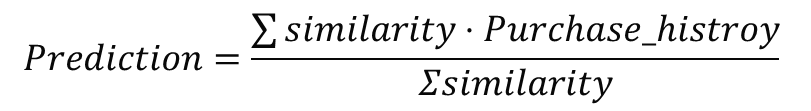 Prediction = ∑ similarity · Purchase_histroy
Σsimilarity